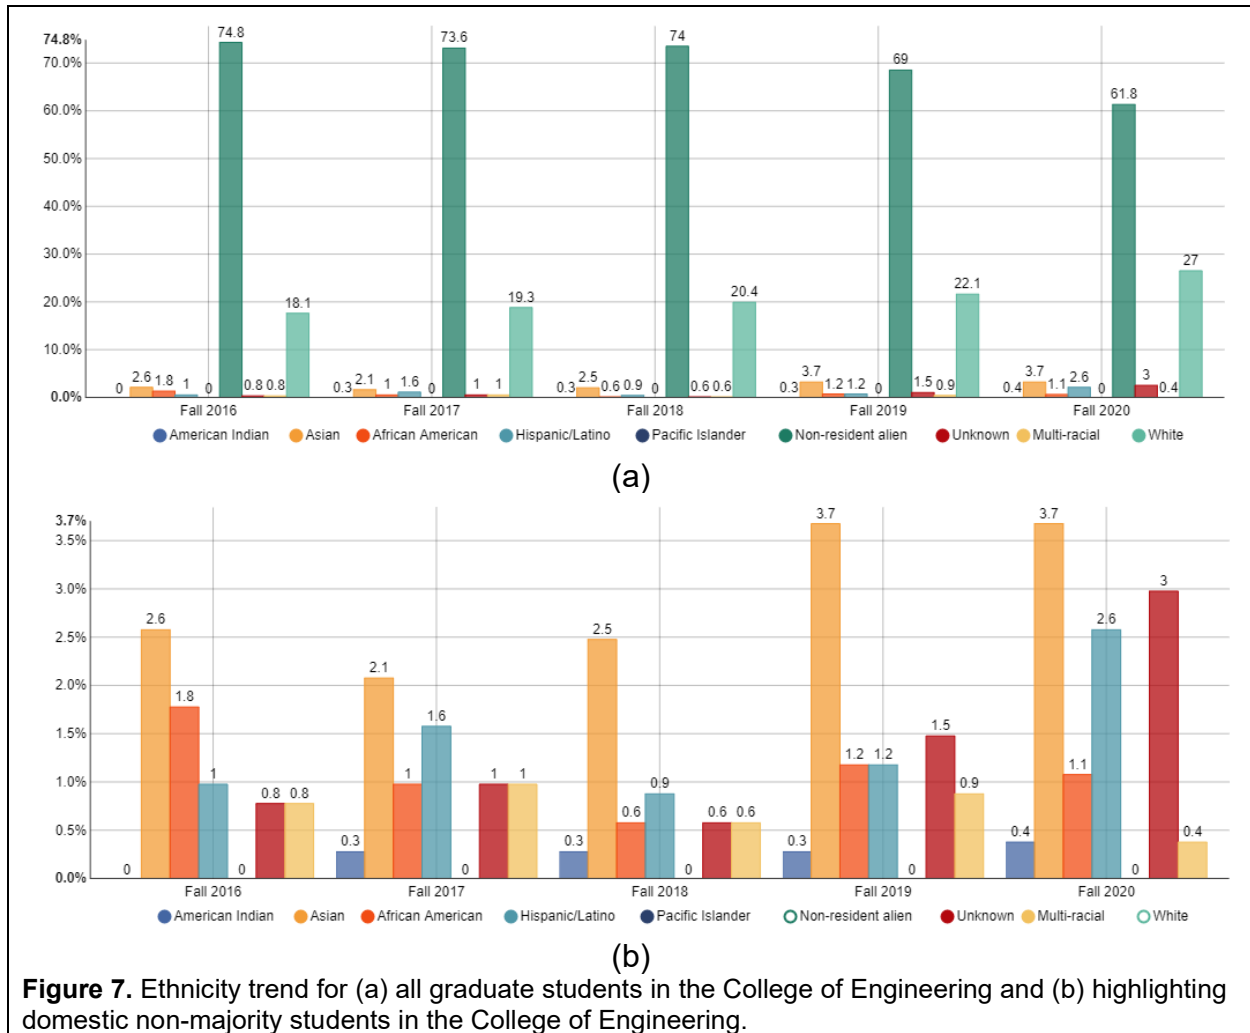 74.8%
70.0%
60.0%
50.0%
40.0%
30.0%
20.0%
10.0%
0.0%
0 2.6 1.8 1 0 74.8 0.8 0.8 18.1
0.3 2.1 1 1.6 0 73.6 1 1 19.3
0.3 2.5 0.6 0.9 0 74 0.6 0.6 20.4
0.3 3.7 1.2 1.2 0 69 1.5 0.9 22.1
0.4 3.7 1.1 2.6 0 61.8 3 0.4 27
Fall 2016 Fall 2017 Fall 2018 Fall 2019 Fall 2020
American Indian Asian African American Hispanic/Latino Pacific Islander Non-resident alien Unknown Multi-racial White
(a)
3.7%
3.5%
3.0%
2.5%
2.0%
1.5%
1.0%
0.5%
0.0%
0 2.6 1.8 1 0 0.8 0.8
0.3 2.1 1 1.6 0 1 1
0.3 2.5 0.6 0.9 0 0.6 0.6
0.3 3.7 1.2 1.2 0 1.5 0.9
0.4 3.7 1.1 2.6 0 3 0.4
Fall 2016 Fall 2017 Fall 2018 Fall 2019 Fall 2020
American Indian Asian African American Hispanic/Latino Pacific Islander Non-resident alien Unknown Multi-racial White
(b)
Figure 7. Ethnicity trend for (a) all graduate students in the College of Engineering and (b) highlighting
domestic non-majority students in the College of Engineering.